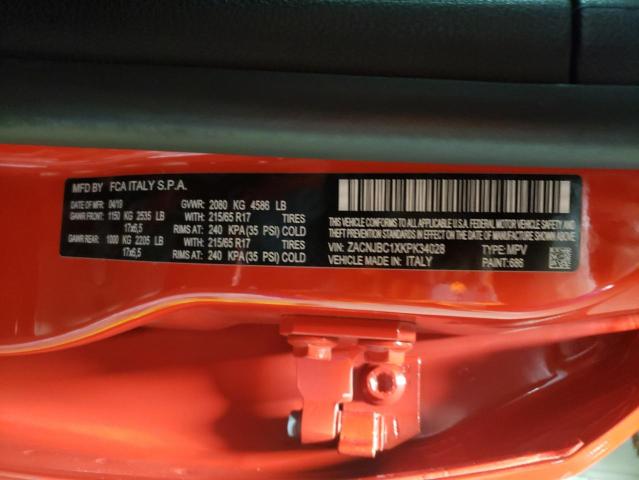 MFD BY FCA ITALY S.P.A.
DATE OF MFR 04/19 GVWR: 2080 KG 4586 LB
GAWR FRONT: 1150 KG 2535 LB WITH: 215/65 R17 TIRES
17x6,5 RIMS AT: 240 KPA(35 PSI) COLD
GAWR REAR: 1000 KG 2205 LB WITH: 215/65 R17 TIRES
17x6,5 RIMS AT: 240 KPA(35 PSI) COLD
THIS VEHICLE CONFORMS TO ALL APPLICABLE U.S.A.
FEDERAL MOTOR VEHICLE SAFETY AND
THEFT PREVENTION STANDARDS IN EFFECT ON THE DATE OF MANUFACTURE SHOWN ABOVE.
VIN: ZACNJBC1XKPK34028 TYPE: MPV
VEHICLE MADE IN: ITALY PAINT: 686